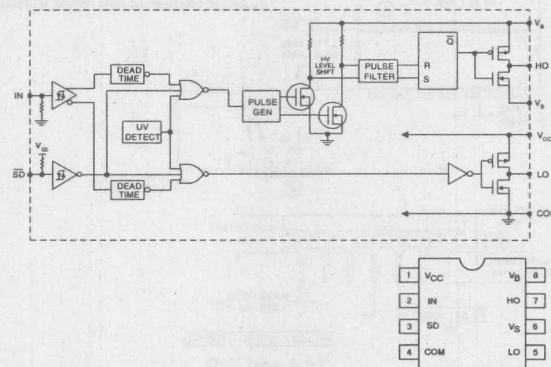 IN
DEAD TIME
UV DETECT
DEAD TIME
PULSE GEN
HV LEVEL SHIFT
PULSE FILTER
R
S
Q̅
VB
HO
VS
VCC
LO
COM
S̅D̅
1 VCC VB 8
2 IN HO 7
3 SD VS 6
4 COM LO 5